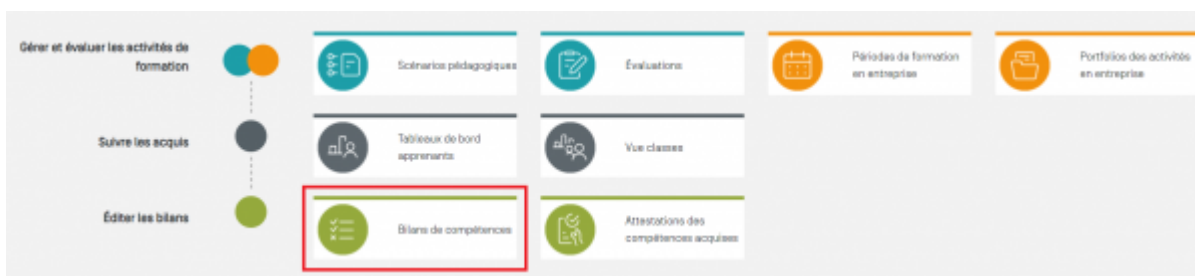 Gérer et évaluer les activités de
formation
Scénarios pédagogiques
Évaluations
Périodes de formation
en entreprise
Portfolios des activités
en entreprise
Suivre les acquis
Tableaux de bord
apprenants
Vue classes
Éditer les bilans
Bilans de compétences
Attestations des
compétences acquises